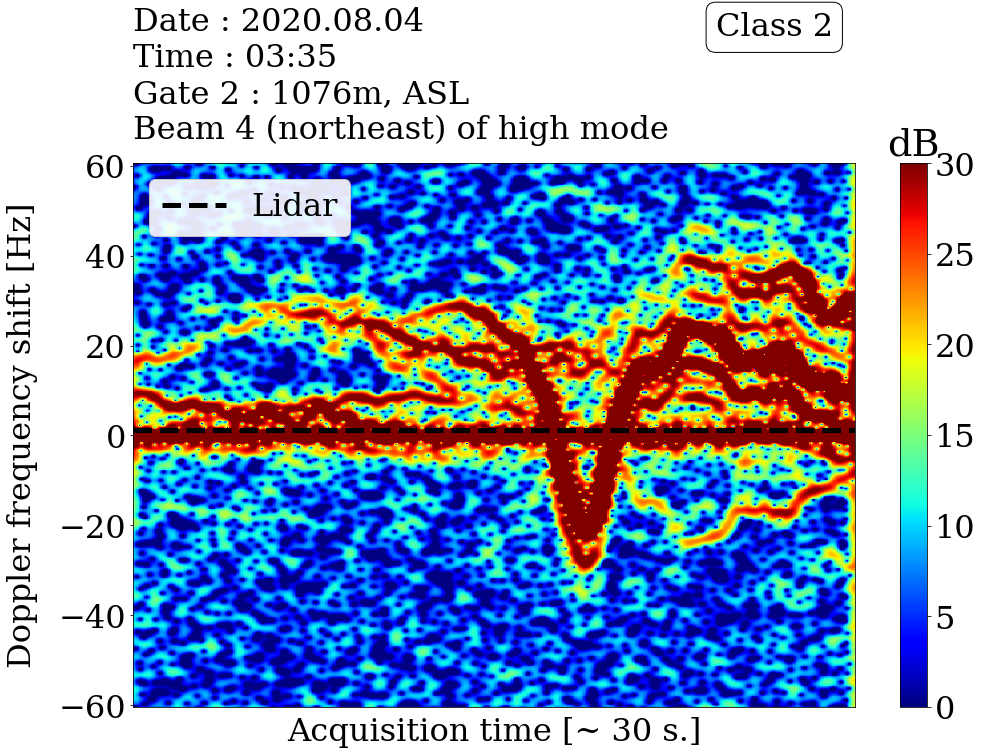 Date : 2020.08.04
Time : 03:35
Gate 2 : 1076m, ASL
Beam 4 (northeast) of high mode
Class 2
dB
Lidar
Doppler frequency shift [Hz]
60
40
20
0
−20
−40
−60
Acquisition time [~ 30 s.]
30
25
20
15
10
5
0